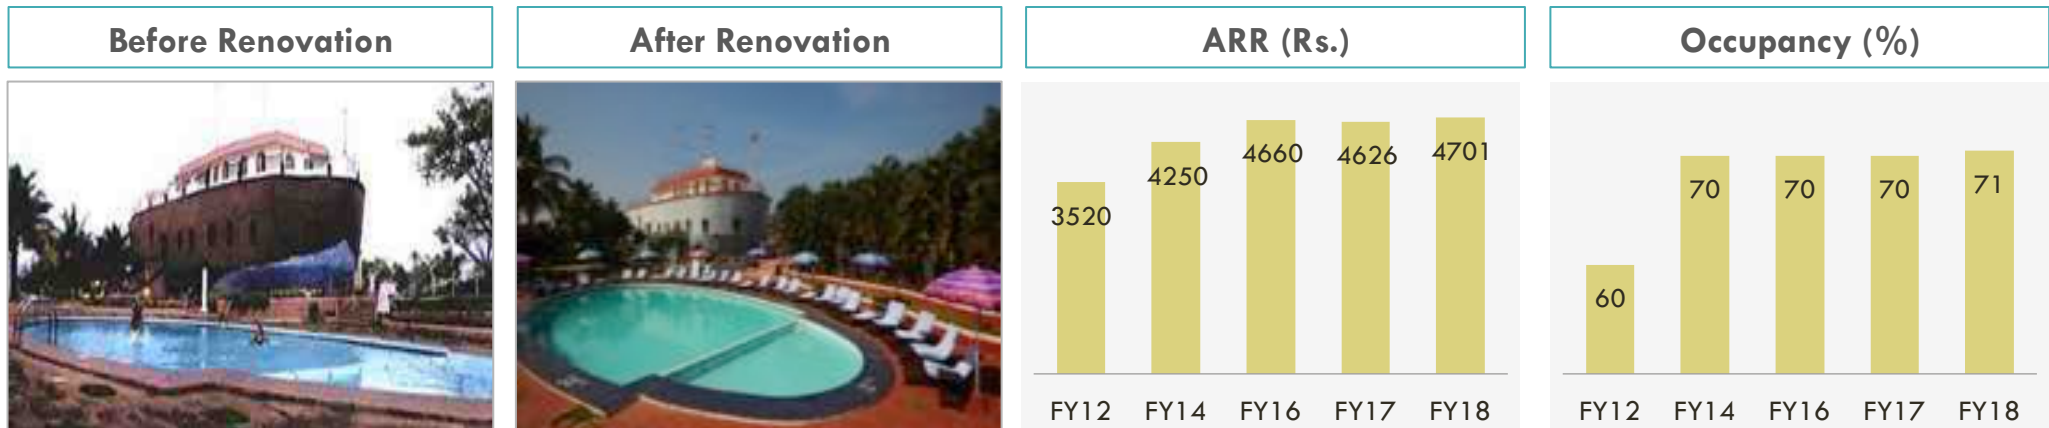 Before Renovation
After Renovation
ARR (Rs.)
Occupancy (%)
3520
4250
4660
4626
4701
FY12 FY14 FY16 FY17 FY18
60
70
70
70
71
FY12 FY14 FY16 FY17 FY18